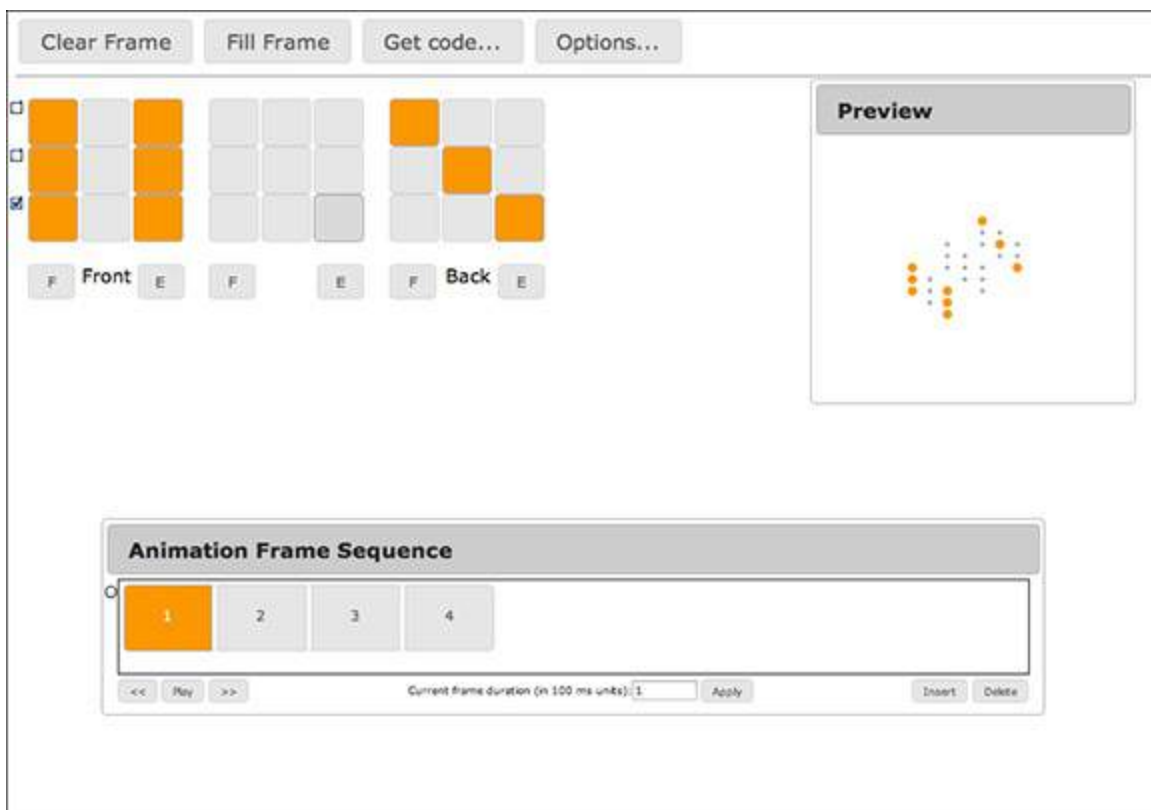 Clear Frame Fill Frame Get code... Options...
Preview
F Front E F E F Back E
Animation Frame Sequence
1 2 3 4
<< Play >> Current frame duration (in 100 ms units): 1 Apply Insert Delete